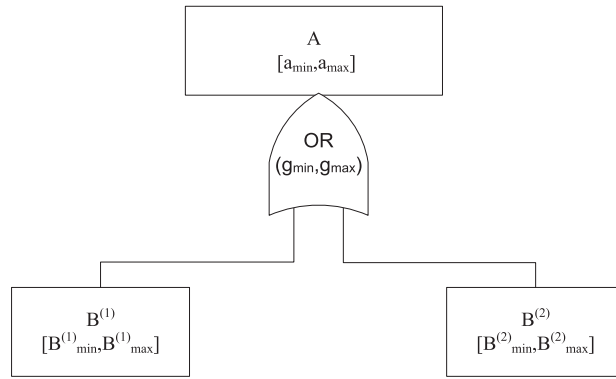 A
[a_min,a_max]
OR
(g_min,g_max)
B^(1)
[B^(1)_min,B^(1)_max]
B^(2)
[B^(2)_min,B^(2)_max]